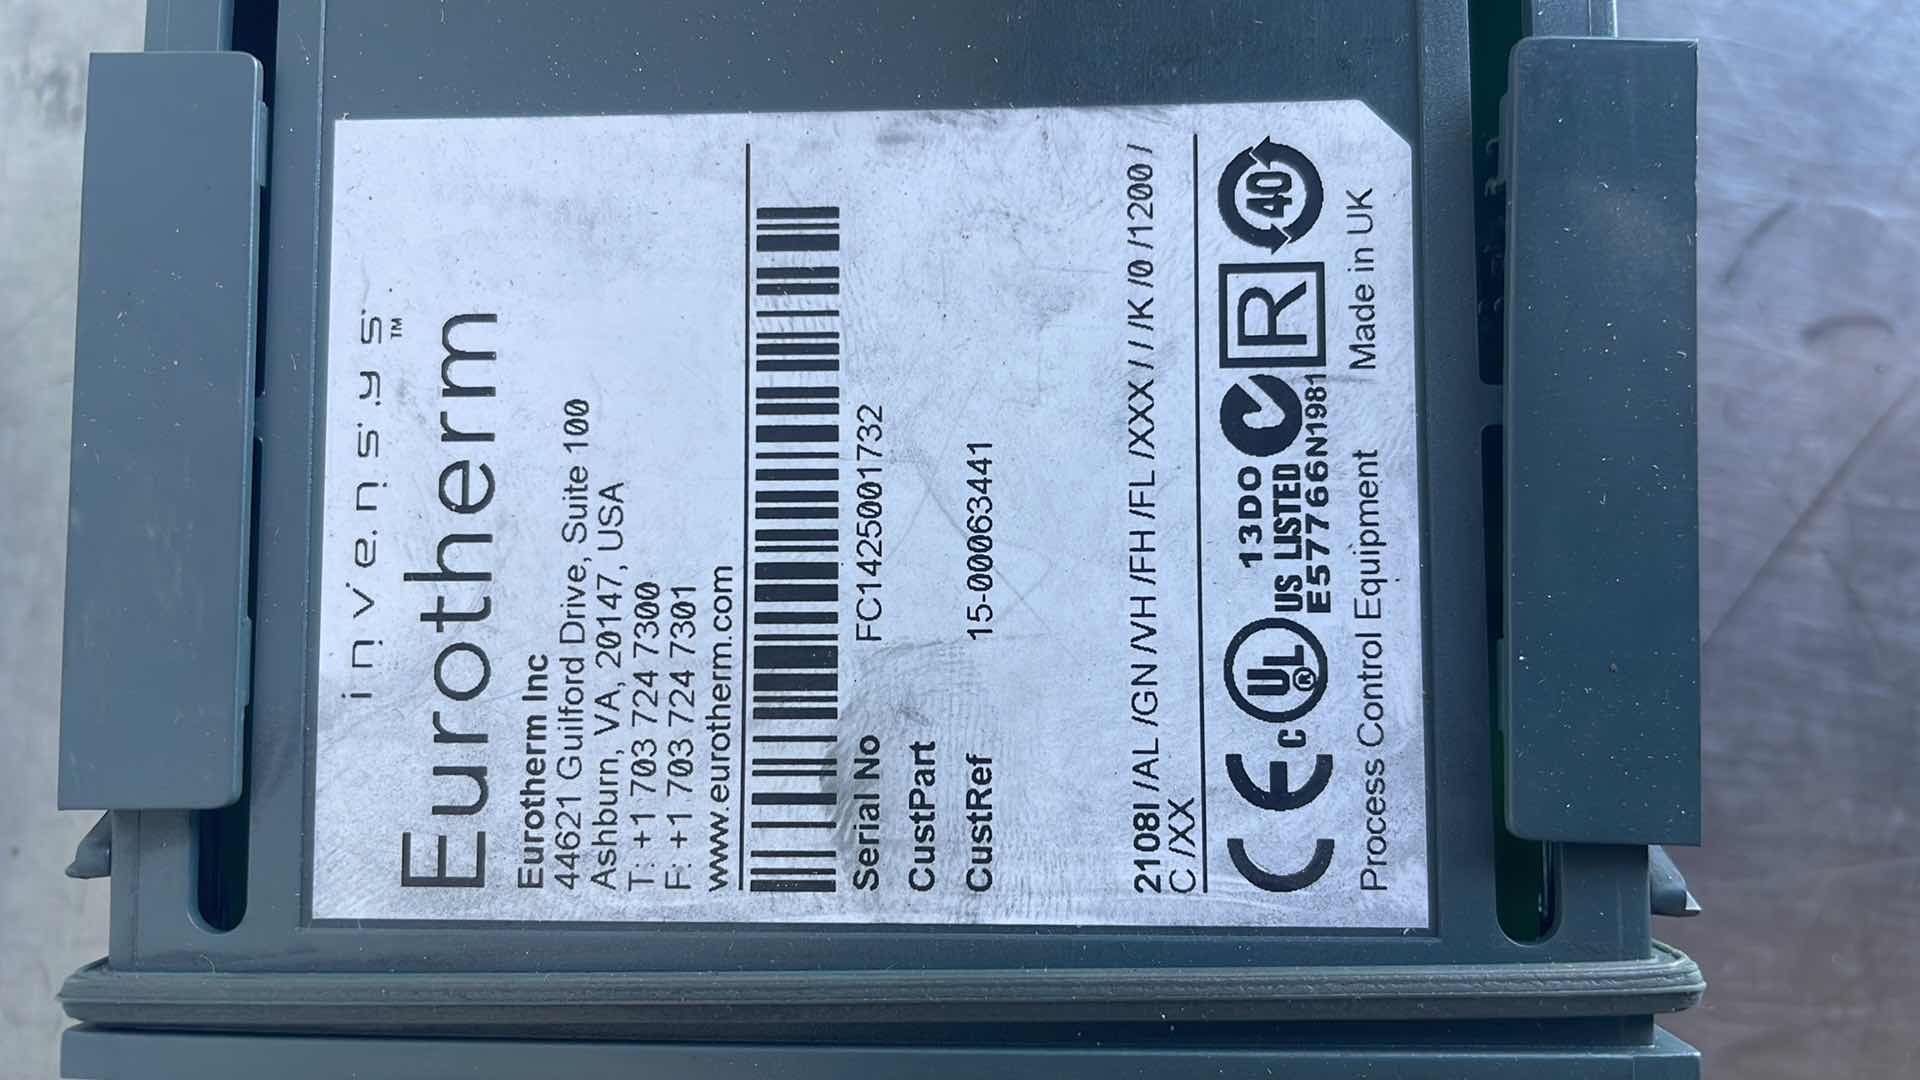 invensys™
Eurotherm
Eurotherm Inc
44621 Guilford Drive, Suite 100
Ashburn, VA, 20147, USA
T: +1 703 724 7300
F: +1 703 724 7301
www.eurotherm.com
Serial No FC1425001732
CustPart
CustRef 15-00063441
2108I /AL /GN /VH /FH /FL /XXX / / /K /0 /1200 /
C /XX
CE c UL® US LISTED 13DO R 40
E57766N1981
Process Control Equipment Made in UK